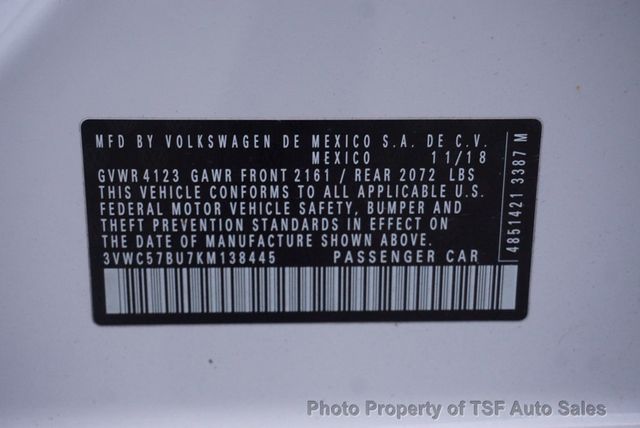 MFD BY VOLKSWAGEN DE MEXICO S.A. DE C.V.
MEXICO 11/18
GVWR 4123 GAWR FRONT 2161 / REAR 2072 LBS
THIS VEHICLE CONFORMS TO ALL APPLICABLE U.S.
FEDERAL MOTOR VEHICLE SAFETY, BUMPER AND
THEFT PREVENTION STANDARDS IN EFFECT ON
THE DATE OF MANUFACTURE SHOWN ABOVE.
3VWC57BU7KM138445 PASSENGER CAR
4851421 3387 M
Photo Property of TSF Auto Sales